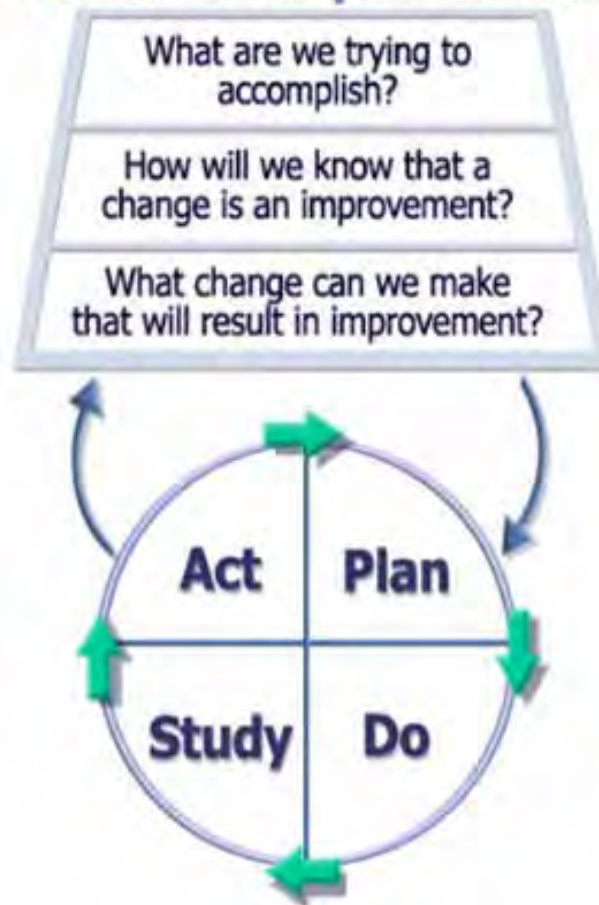 What are we trying to
accomplish?
How will we know that a
change is an improvement?
What change can we make
that will result in improvement?
Act Plan
Study Do